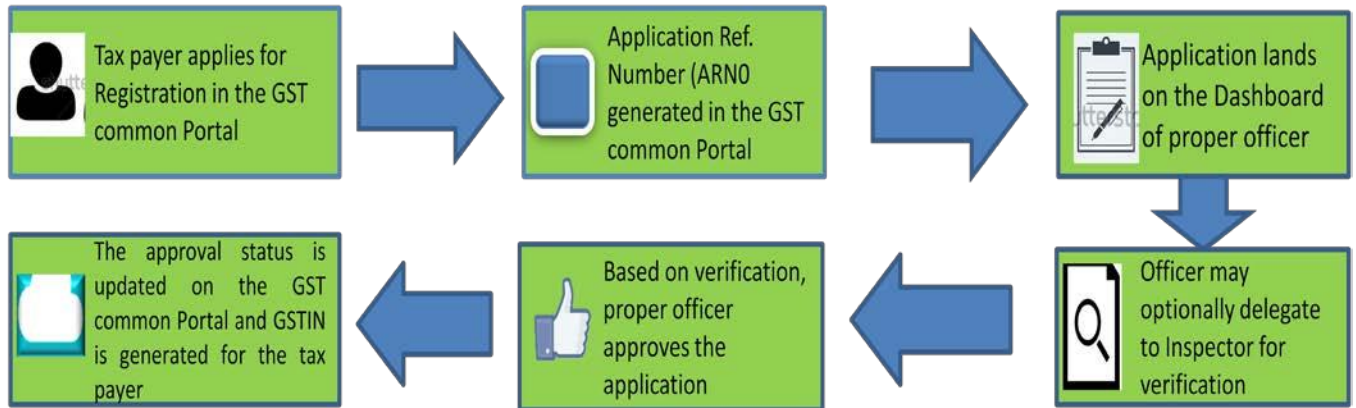 Tax payer applies for
Registration in the GST
common Portal
Application Ref.
Number (ARN0
generated in the GST
common Portal
Application lands
on the Dashboard
of proper officer
Officer may
optionally delegate
to Inspector for
verification
Based on verification,
proper officer
approves the
application
The approval status is
updated on the GST
common Portal and GSTIN
is generated for the tax
payer